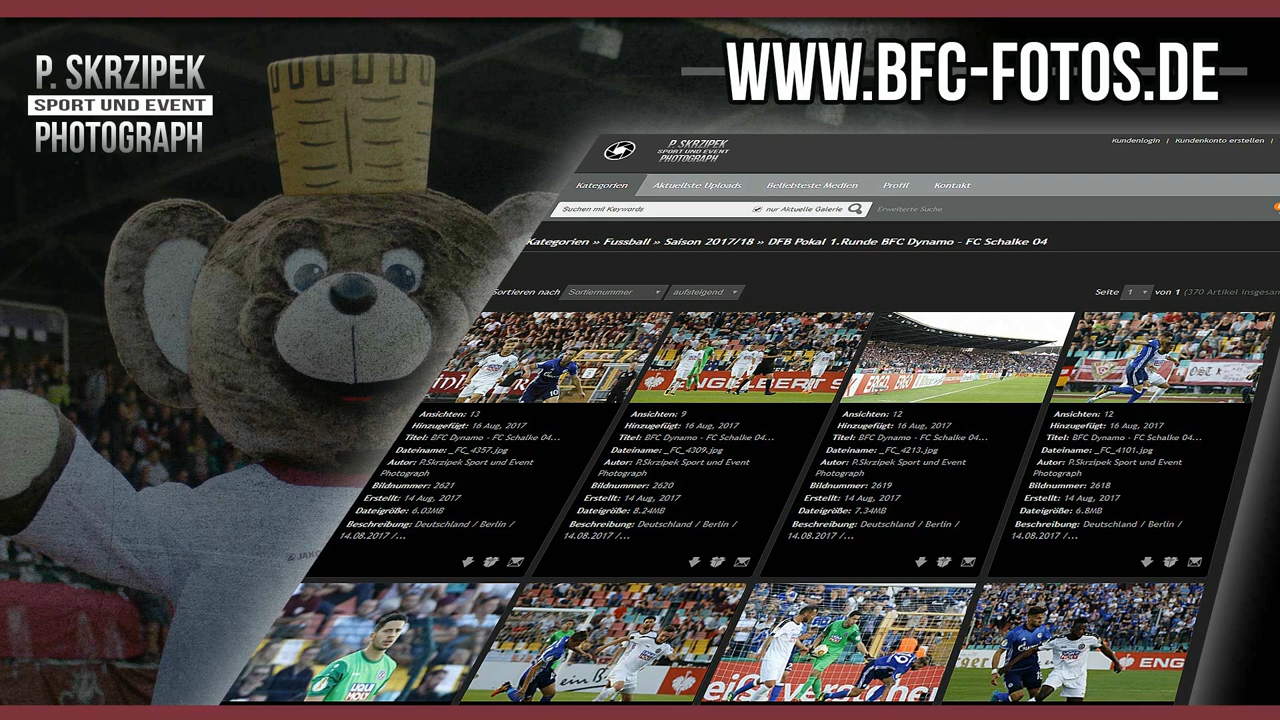 P. SKRZIPEK
SPORT UND EVENT
PHOTOGRAPH
WWW.BFC-FOTOS.DE
P. SKRZIPEK
SPORT UND EVENT
PHOTOGRAPH
Kundenlogin | Kundenkonto erstellen |
Kategorien Aktuellste Uploads Beliebteste Medien Profil Kontakt
Suchen mit Keywords nur Aktuelle Galerie Erweiterte Suche
Kategorien » Fussball » Saison 2017/18 » DFB Pokal 1.Runde BFC Dynamo - FC Schalke 04
Sortieren nach Sortiernummer aufsteigend Seite 1 von 1 (370 Artikel insgesam
Ansichten: 13
Hinzugefügt: 16 Aug, 2017
Titel: BFC Dynamo - FC Schalke 04...
Dateiname: _FC_4357.jpg
Autor: P.Skrzipek Sport und Event
Photograph
Bildnummer: 2621
Erstellt: 14 Aug, 2017
Dateigröße: 6.03MB
Beschreibung: Deutschland / Berlin /
14.08.2017 /...
Ansichten: 9
Hinzugefügt: 16 Aug, 2017
Titel: BFC Dynamo - FC Schalke 04...
Dateiname: _FC_4309.jpg
Autor: P.Skrzipek Sport und Event
Photograph
Bildnummer: 2620
Erstellt: 14 Aug, 2017
Dateigröße: 8.24MB
Beschreibung: Deutschland / Berlin /
14.08.2017 /...
Ansichten: 12
Hinzugefügt: 16 Aug, 2017
Titel: BFC Dynamo - FC Schalke 04...
Dateiname: _FC_4213.jpg
Autor: P.Skrzipek Sport und Event
Photograph
Bildnummer: 2619
Erstellt: 14 Aug, 2017
Dateigröße: 7.34MB
Beschreibung: Deutschland / Berlin /
14.08.2017 /...
Ansichten: 12
Hinzugefügt: 16 Aug, 2017
Titel: BFC Dynamo - FC Schalke 04...
Dateiname: _FC_4101.jpg
Autor: P.Skrzipek Sport und Event
Photograph
Bildnummer: 2618
Erstellt: 14 Aug, 2017
Dateigröße: 6.8MB
Beschreibung: Deutschland / Berlin /
14.08.2017 /...
ENGELBERT S
ERGO
JAKO
LIQUI
MOLY
ENG